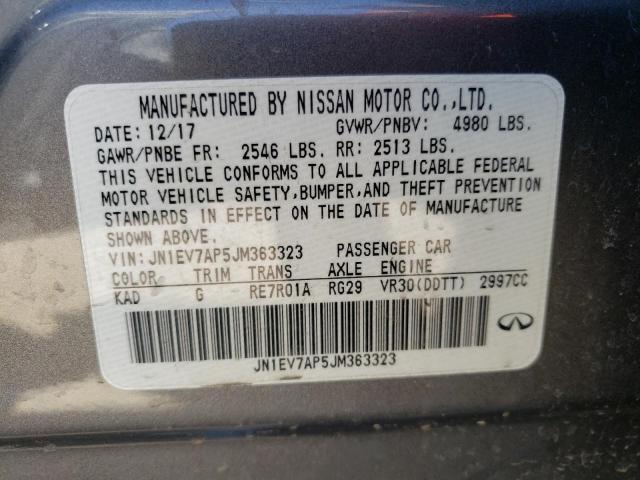 MANUFACTURED BY NISSAN MOTOR CO.,LTD.
DATE: 12/17 GVWR/PNBV: 4980 LBS.
GAWR/PNBE FR: 2546 LBS. RR: 2513 LBS.
THIS VEHICLE CONFORMS TO ALL APPLICABLE FEDERAL
MOTOR VEHICLE SAFETY,BUMPER,AND THEFT PREVENTION
STANDARDS IN EFFECT ON THE DATE OF MANUFACTURE
SHOWN ABOVE.
VIN: JN1EV7AP5JM363323 PASSENGER CAR
COLOR TRIM TRANS AXLE ENGINE
KAD G RE7R01A RG29 VR30(DDTT) 2997CC
JN1EV7AP5JM363323